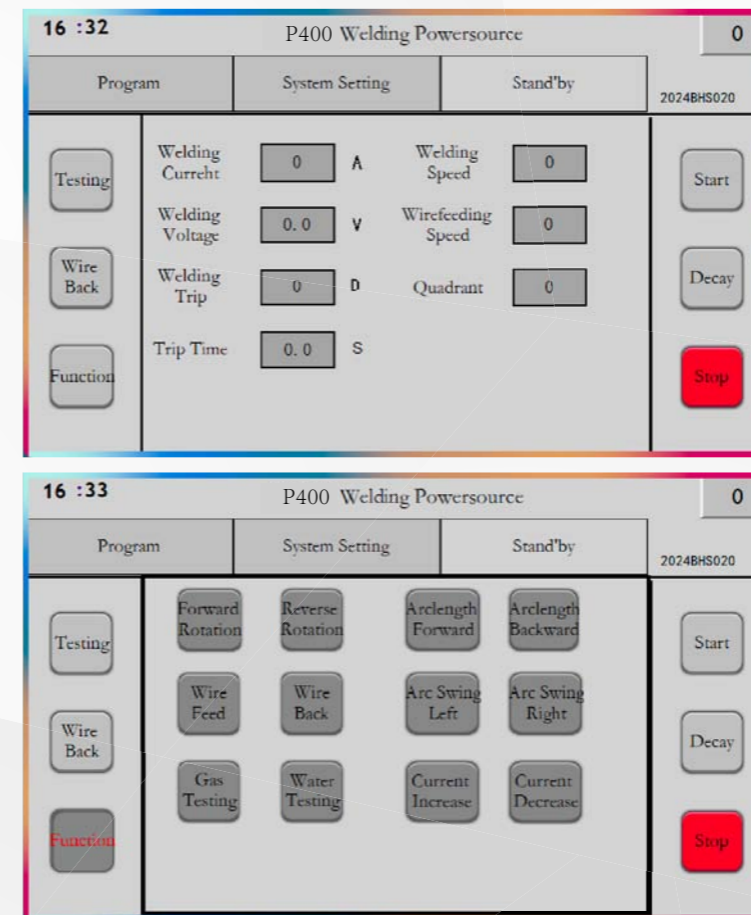 16 :32
P400 Welding Powersource
0
Program
System Setting
Stand'by
2024BHS020
Testing
Wire
Back
Function
Welding
Curreht
0
A
Welding
Speed
0
Welding
Voltage
0.0
V
Wirefeeding
Speed
0
Welding
Trip
0
D
Quadrant
0
Trip Time
0.0
S
Start
Decay
Stop
16 :33
P400 Welding Powersource
0
Program
System Setting
Stand'by
2024BHS020
Testing
Wire
Back
Function
Forward
Rotation
Reverse
Rotation
Arclength
Forward
Arclength
Backward
Wire
Feed
Wire
Back
Arc Swing
Left
Arc Swing
Right
Gas
Testing
Water
Testing
Current
Increase
Current
Decrease
Start
Decay
Stop